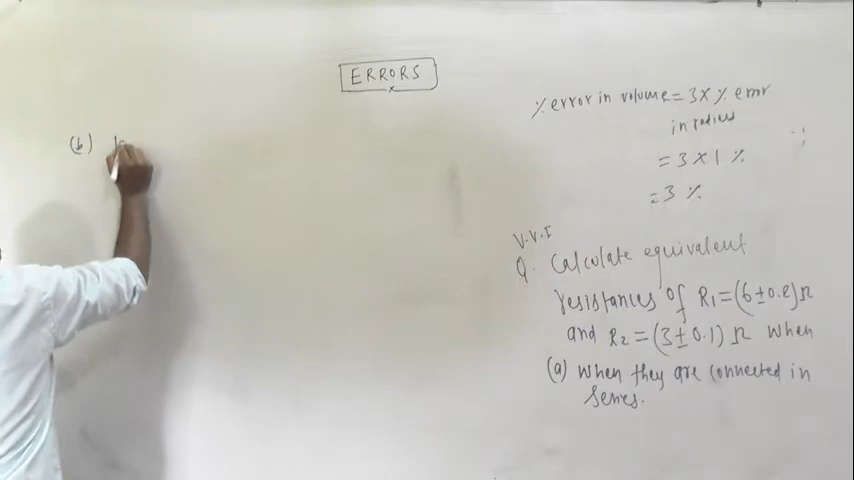 ERRORS
(b)
% error in volume = 3 x % error
in radius
= 3 x 1 %
= 3 %
V.V.I
Q. Calculate equivalent
resistances of R1 = (6 ± 0.2) Ω
and R2 = (3 ± 0.1) Ω when
(a) when they are connected in
series.